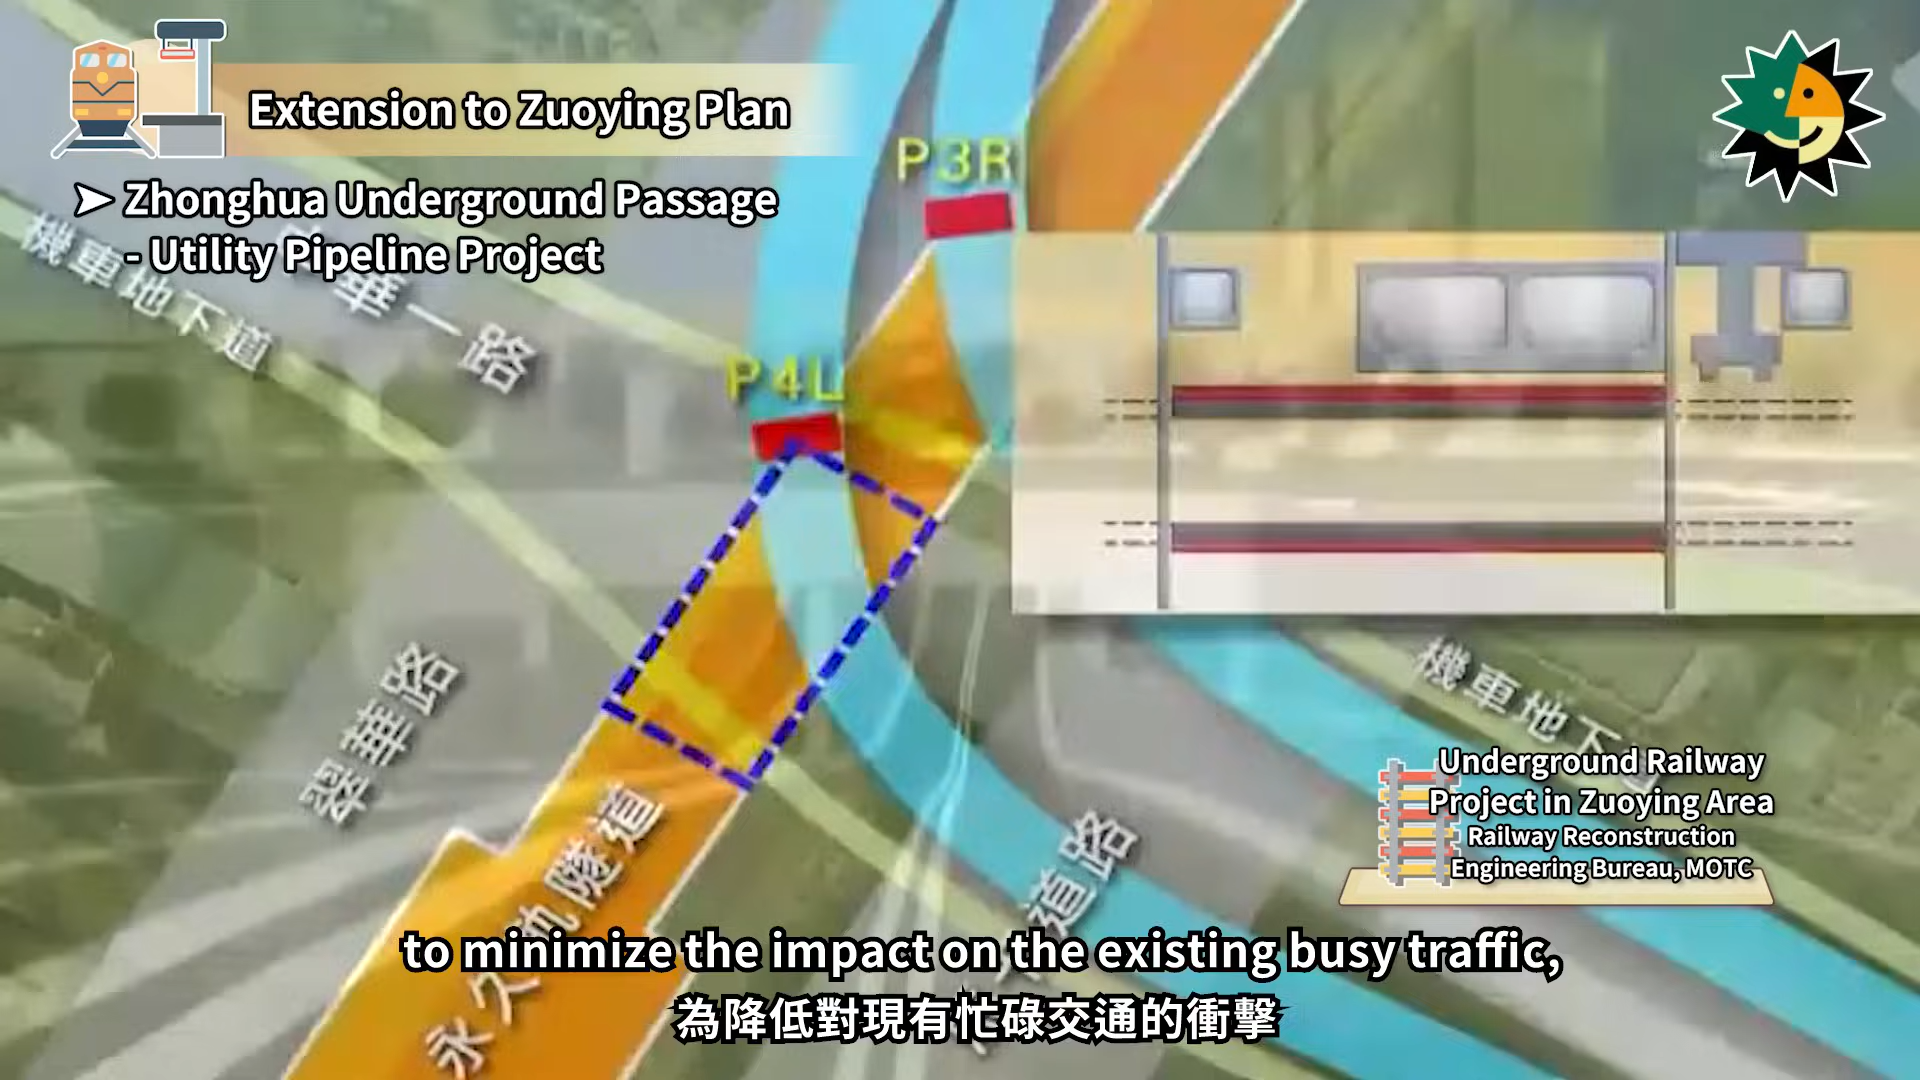 Extension to Zuoying Plan
➤ Zhonghua Underground Passage
- Utility Pipeline Project
P3R
P4L
華一路
機車地下道
翠華路
機車地下
永久軌隧道
道路
Underground Railway
Project in Zuoying Area
Railway Reconstruction
Engineering Bureau, MOTC
to minimize the impact on the existing busy traffic,
為降低對現有忙碌交通的衝擊